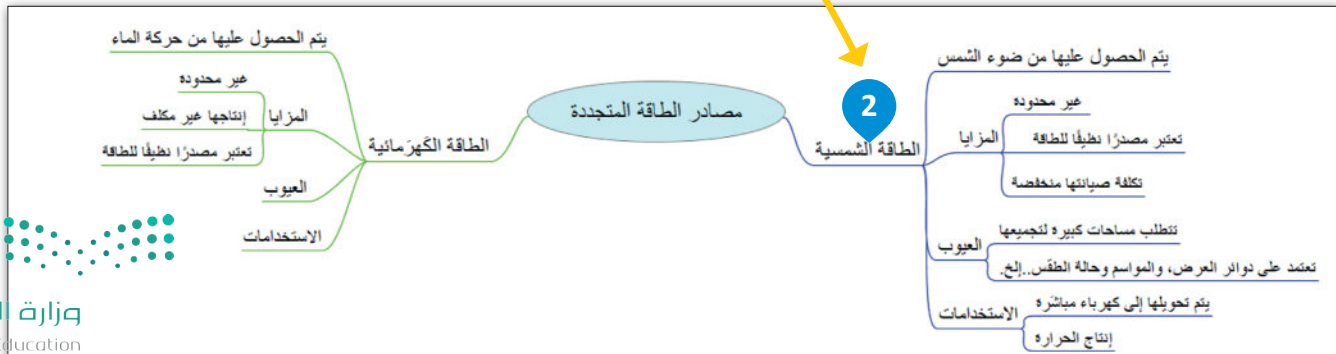 مصادر الطاقة المتجددة
2
الطاقة الشمسية
يتم الحصول عليها من ضوء الشمس
المزايا
غير محدودة
تعتبر مصدرًا نظيفًا للطاقة
تكلفة صيانتها منخفضة
العيوب
تتطلب مساحات كبيرة لتجميعها
تعتمد على دوائر العرض، والمواسم وحالة الطقس..إلخ.
الاستخدامات
يتم تحويلها إلى كهرباء مباشرة
إنتاج الحرارة
الطاقة الكَهرَمائية
يتم الحصول عليها من حركة الماء
المزايا
غير محدودة
إنتاجها غير مكلف
تعتبر مصدرًا نظيفًا للطاقة
العيوب
الاستخدامات
وزارة
ducation